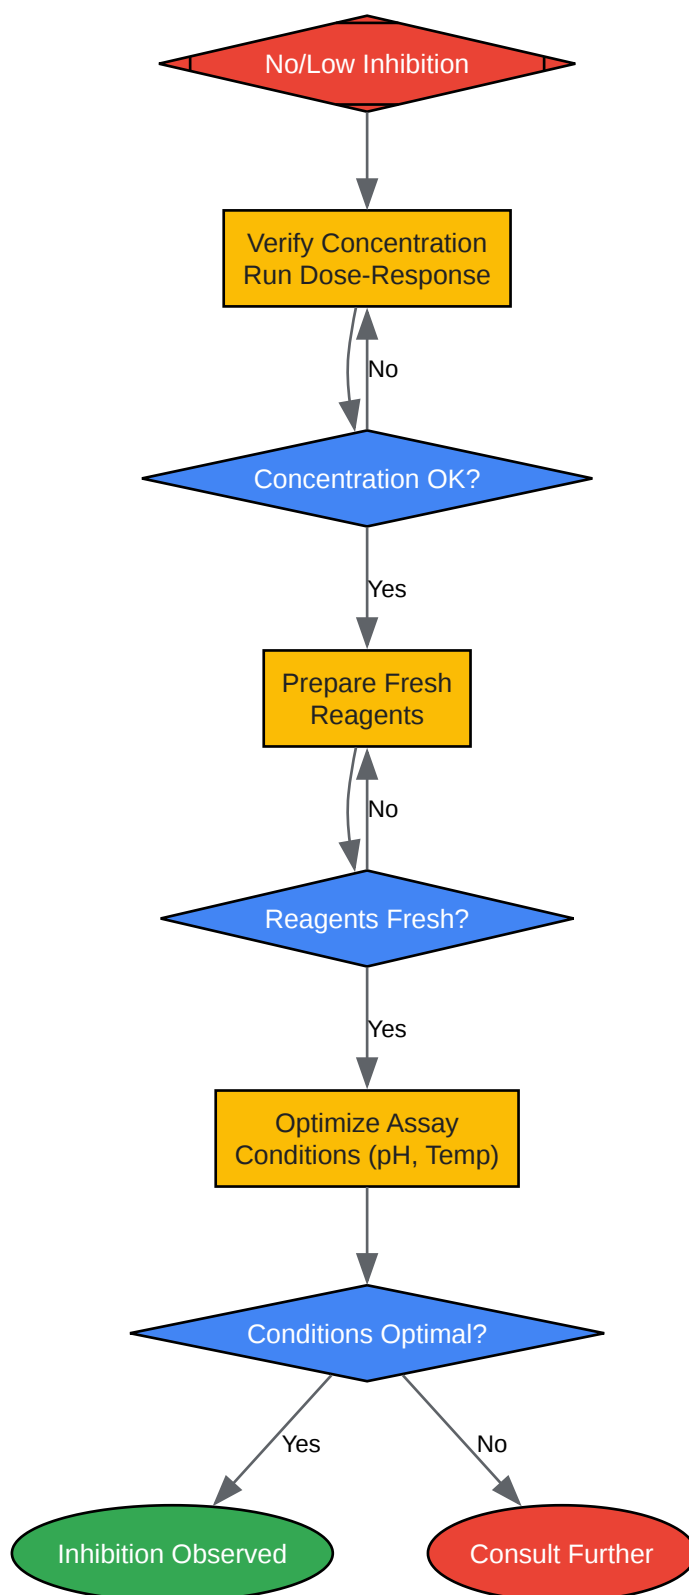 No/Low Inhibition
Verify Concentration
Run Dose-Response
No
Concentration OK?
Yes
Prepare Fresh
Reagents
No
Reagents Fresh?
Yes
Optimize Assay
Conditions (pH, Temp)
Conditions Optimal?
Yes
No
Inhibition Observed
Consult Further